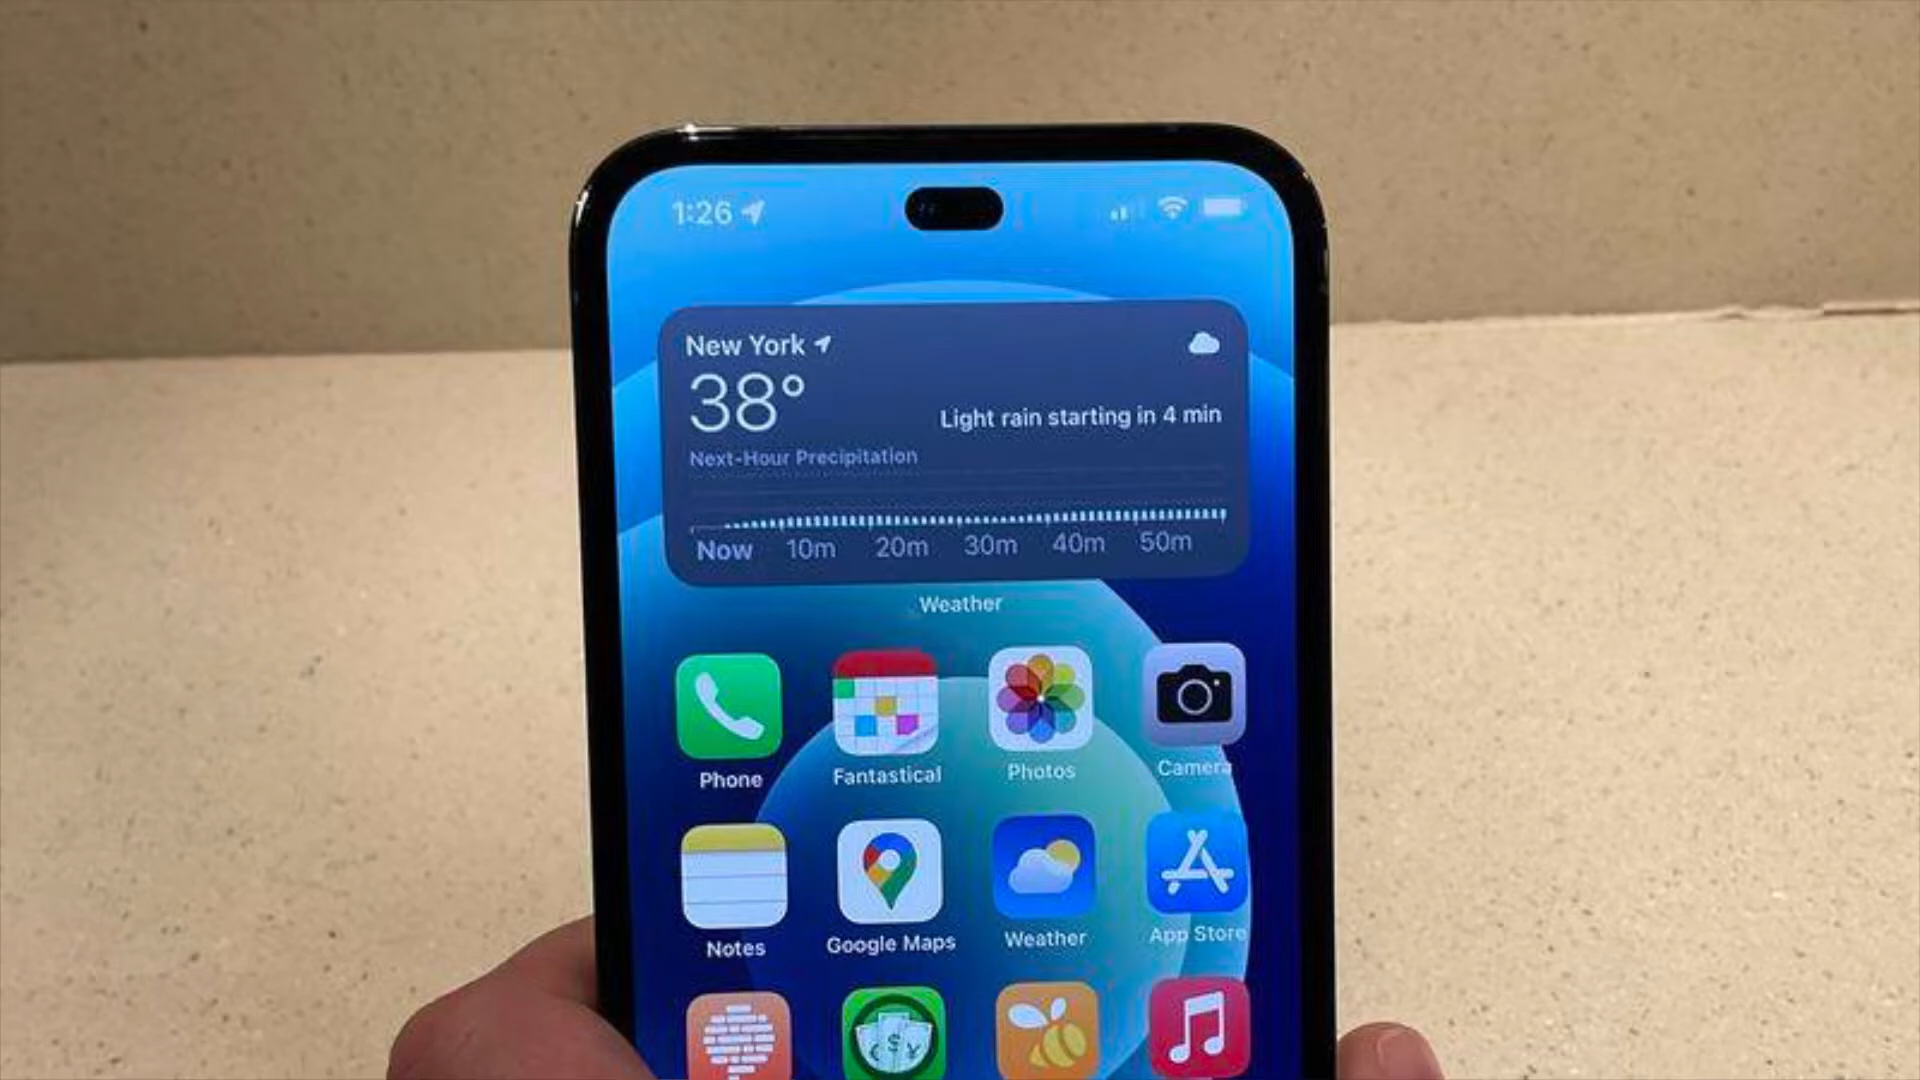 1:26
New York
38°
Light rain starting in 4 min
Next-Hour Precipitation
Now 10m 20m 30m 40m 50m
Weather
Phone Fantastical Photos Camera
Notes Google Maps Weather App Store
€ $ ¥